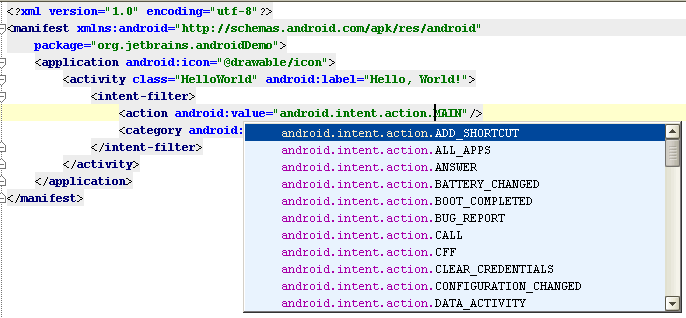 <?xml version="1.0" encoding="utf-8"?>
<manifest xmlns:android="http://schemas.android.com/apk/res/android"
package="org.jetbrains.androidDemo">
<application android:icon="@drawable/icon">
<activity class="HelloWorld" android:label="Hello, World!">
<intent-filter>
<action android:value="android.intent.action.MAIN"/>
<category android:
</intent-filter>
</activity>
</application>
</manifest>
android.intent.action.ADD_SHORTCUT
android.intent.action.ALL_APPS
android.intent.action.ANSWER
android.intent.action.BATTERY_CHANGED
android.intent.action.BOOT_COMPLETED
android.intent.action.BUG_REPORT
android.intent.action.CALL
android.intent.action.CFF
android.intent.action.CLEAR_CREDENTIALS
android.intent.action.CONFIGURATION_CHANGED
android.intent.action.DATA_ACTIVITY